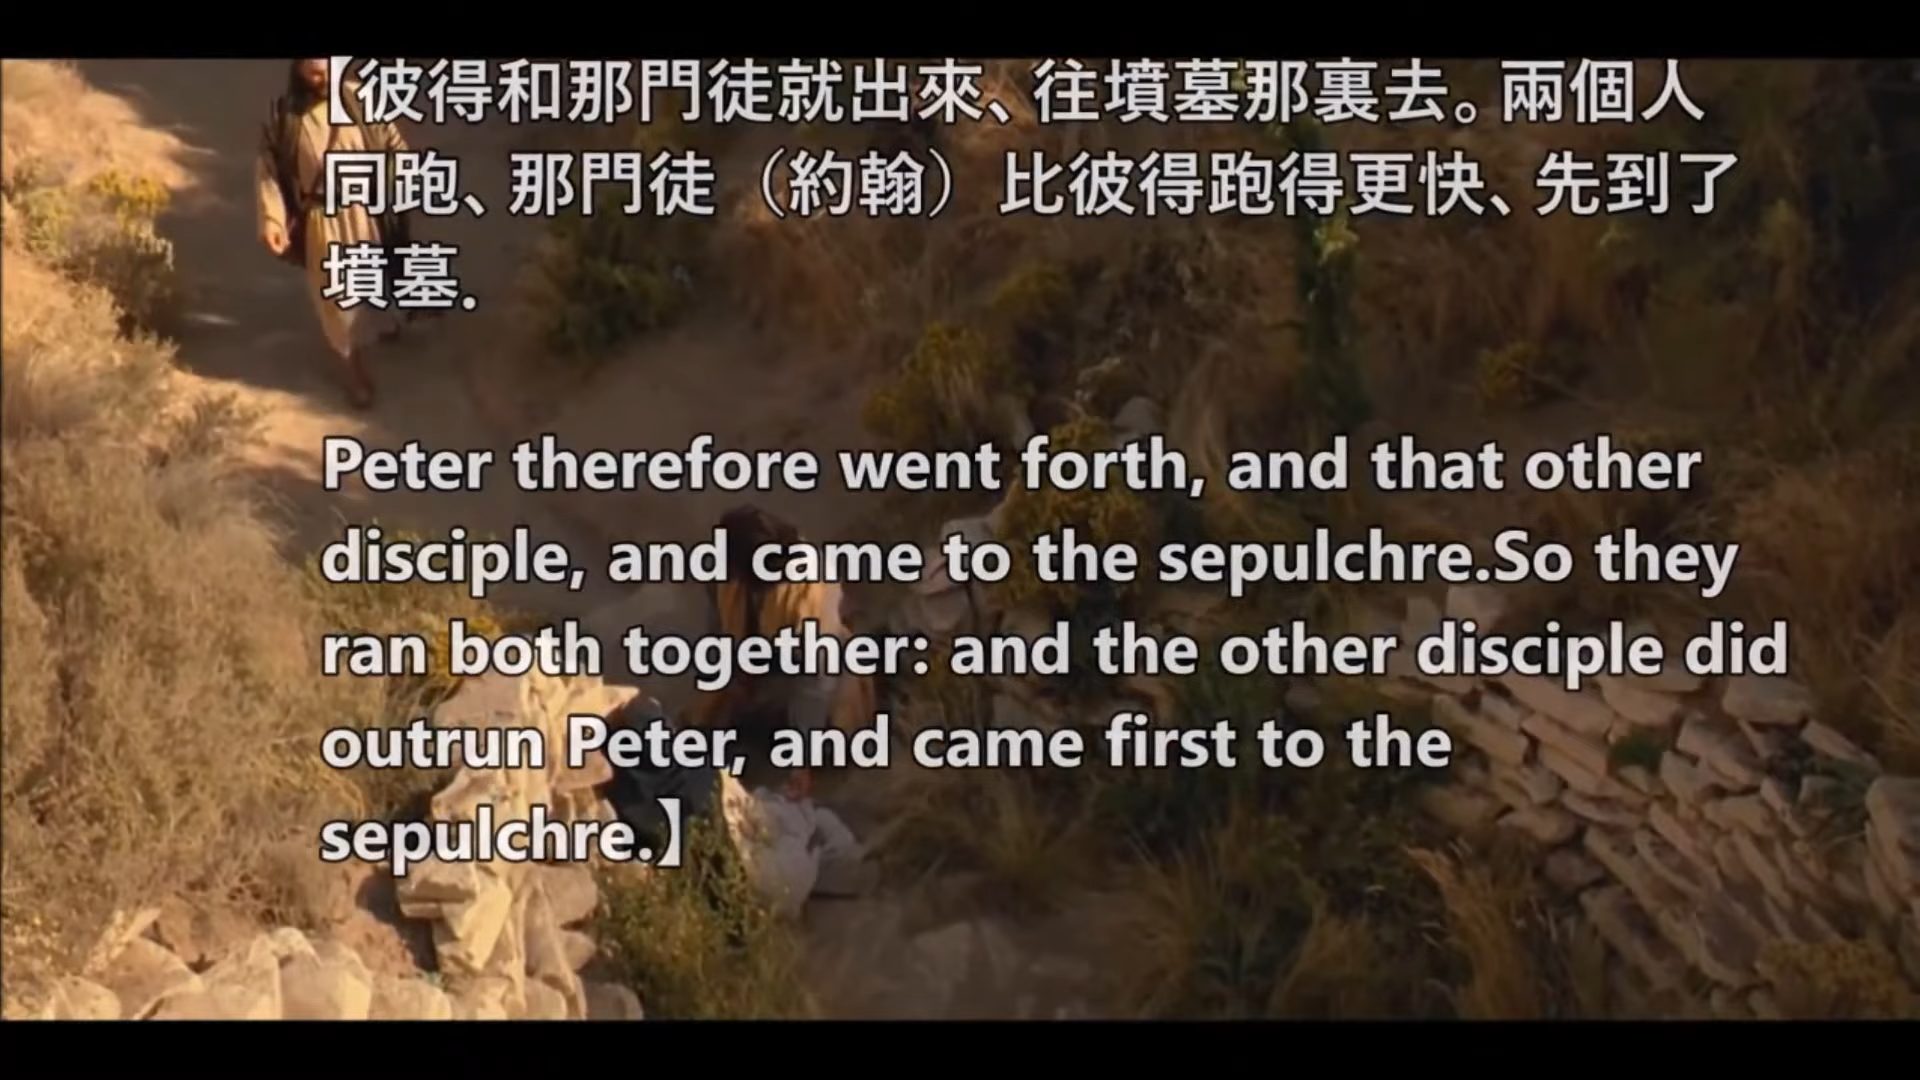 【彼得和那門徒就出來、往墳墓那裏去。兩個人
同跑、那門徒（約翰）比彼得跑得更快、先到了
墳墓.
Peter therefore went forth, and that other
disciple, and came to the sepulchre.So they
ran both together: and the other disciple did
outrun Peter, and came first to the
sepulchre.】